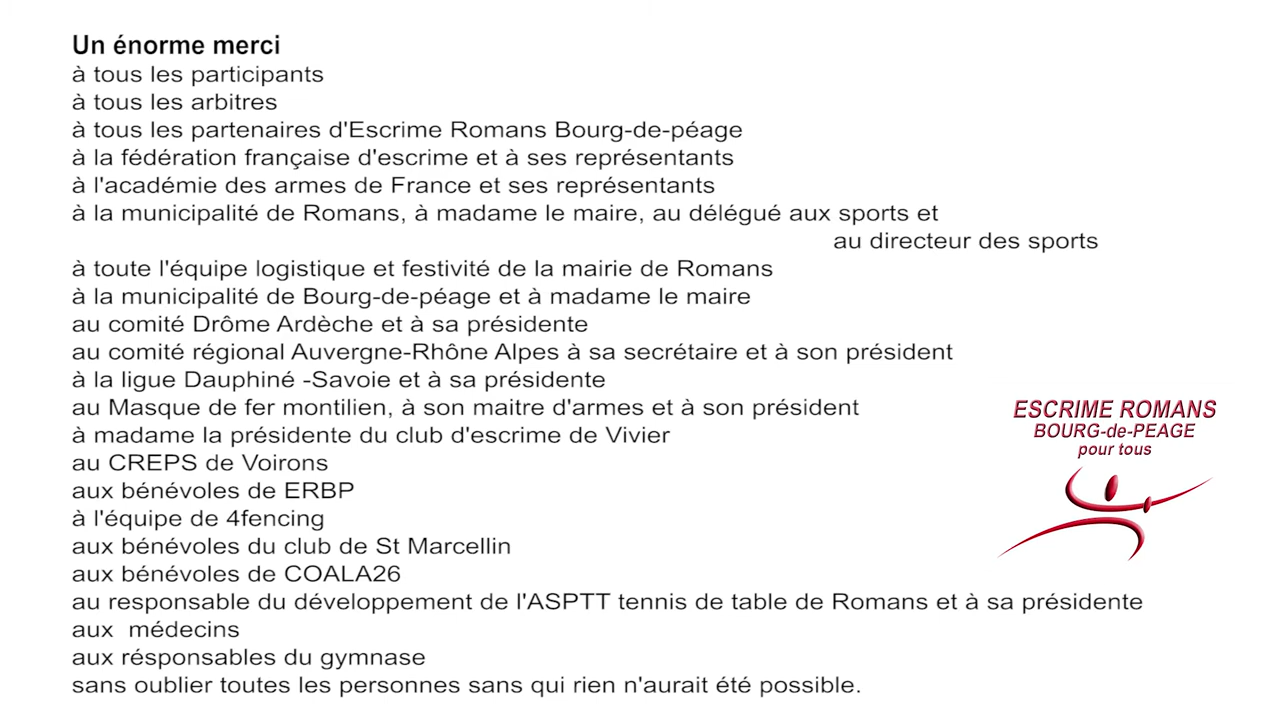 Un énorme merci
à tous les participants
à tous les arbitres
à tous les partenaires d'Escrime Romans Bourg-de-péage
à la fédération française d'escrime et à ses représentants
à l'académie des armes de France et ses représentants
à la municipalité de Romans, à madame le maire, au délégué aux sports et
au directeur des sports
à toute l'équipe logistique et festivité de la mairie de Romans
à la municipalité de Bourg-de-péage et à madame le maire
au comité Drôme Ardèche et à sa présidente
au comité régional Auvergne-Rhône Alpes à sa secrétaire et à son président
à la ligue Dauphiné -Savoie et à sa présidente
au Masque de fer montilien, à son maitre d'armes et à son président
à madame la présidente du club d'escrime de Vivier
au CREPS de Voirons
aux bénévoles de ERBP
à l'équipe de 4fencing
aux bénévoles du club de St Marcellin
aux bénévoles de COALA26
au responsable du développement de l'ASPTT tennis de table de Romans et à sa présidente
aux  médecins
aux résponsables du gymnase
sans oublier toutes les personnes sans qui rien n'aurait été possible.
ESCRIME ROMANS
BOURG-de-PEAGE
pour tous